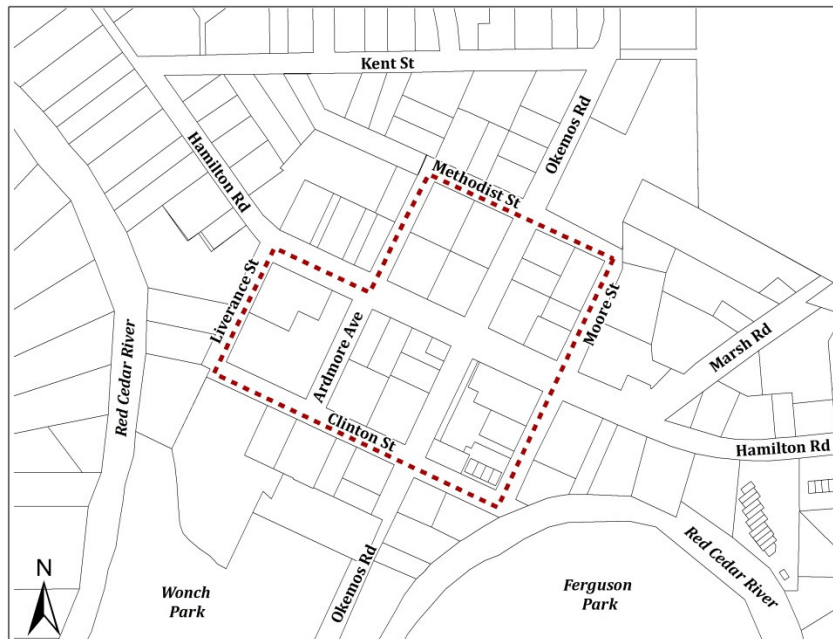 Kent St
Okemos Rd
Hamilton Rd
Methodist St
Liverance St
Moore St
Ardmore Ave
Marsh Rd
Red Cedar River
Clinton St
Hamilton Rd
Red Cedar River
Okemos Rd
N
Wonch
Park
Ferguson
Park